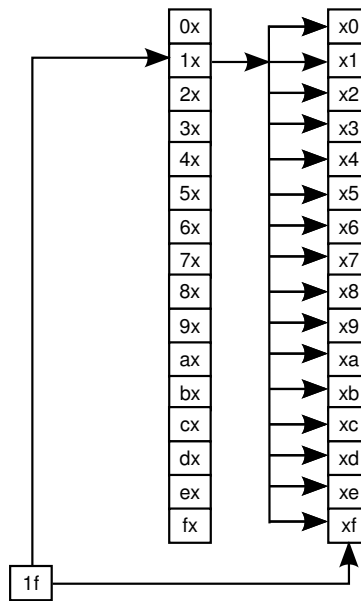 0x
1x
2x
3x
4x
5x
6x
7x
8x
9x
ax
bx
cx
dx
ex
fx
x0
x1
x2
x3
x4
x5
x6
x7
x8
x9
xa
xb
xc
xd
xe
xf
1f